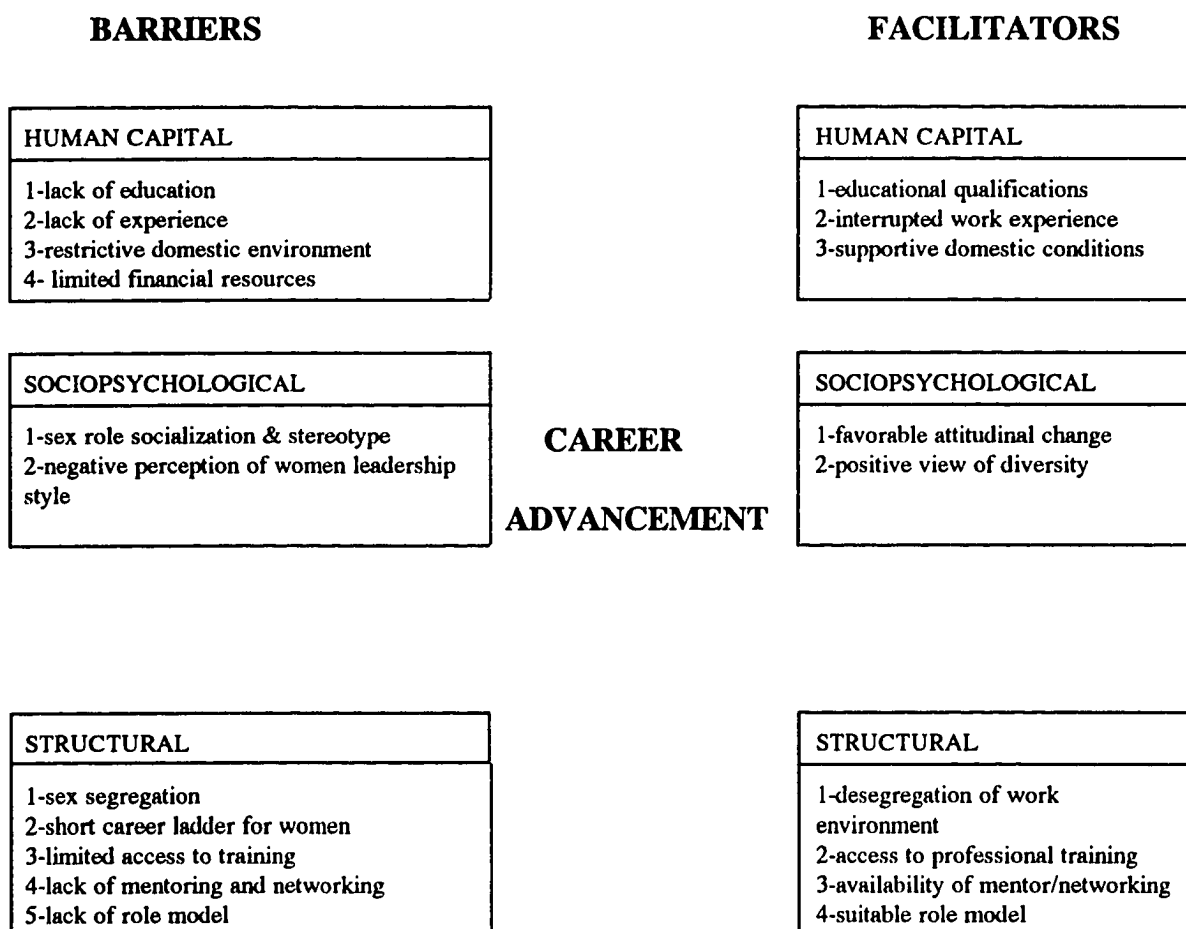 BARRIERS
FACILITATORS
HUMAN CAPITAL
1-lack of education
2-lack of experience
3-restrictive domestic environment
4- limited financial resources
HUMAN CAPITAL
1-educational qualifications
2-interrupted work experience
3-supportive domestic conditions
SOCIOPSYCHOLOGICAL
1-sex role socialization & stereotype
2-negative perception of women leadership
style
CAREER
ADVANCEMENT
SOCIOPSYCHOLOGICAL
1-favorable attitudinal change
2-positive view of diversity
STRUCTURAL
1-sex segregation
2-short career ladder for women
3-limited access to training
4-lack of mentoring and networking
5-lack of role model
STRUCTURAL
1-desegregation of work
environment
2-access to professional training
3-availability of mentor/networking
4-suitable role model